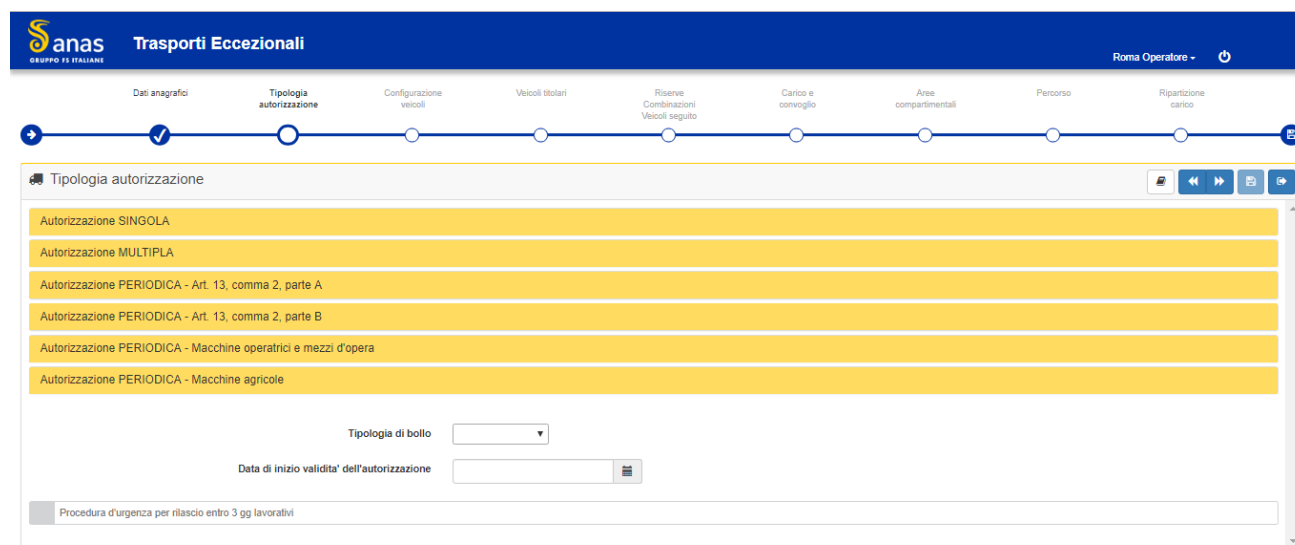 anas
GRUPPO FS ITALIANE
Trasporti Eccezionali
Roma Operatore
Dati anagrafici
Tipologia
autorizzazione
Configurazione
veicoli
Veicoli titolari
Riserve
Combinazioni
Veicoli seguito
Carico e
convoglio
Aree
compartimentali
Percorso
Ripartizione
carico
Tipologia autorizzazione
Autorizzazione SINGOLA
Autorizzazione MULTIPLA
Autorizzazione PERIODICA - Art. 13, comma 2, parte A
Autorizzazione PERIODICA - Art. 13, comma 2, parte B
Autorizzazione PERIODICA - Macchine operatrici e mezzi d'opera
Autorizzazione PERIODICA - Macchine agricole
Tipologia di bollo
Data di inizio validita' dell'autorizzazione
Procedura d'urgenza per rilascio entro 3 gg lavorativi